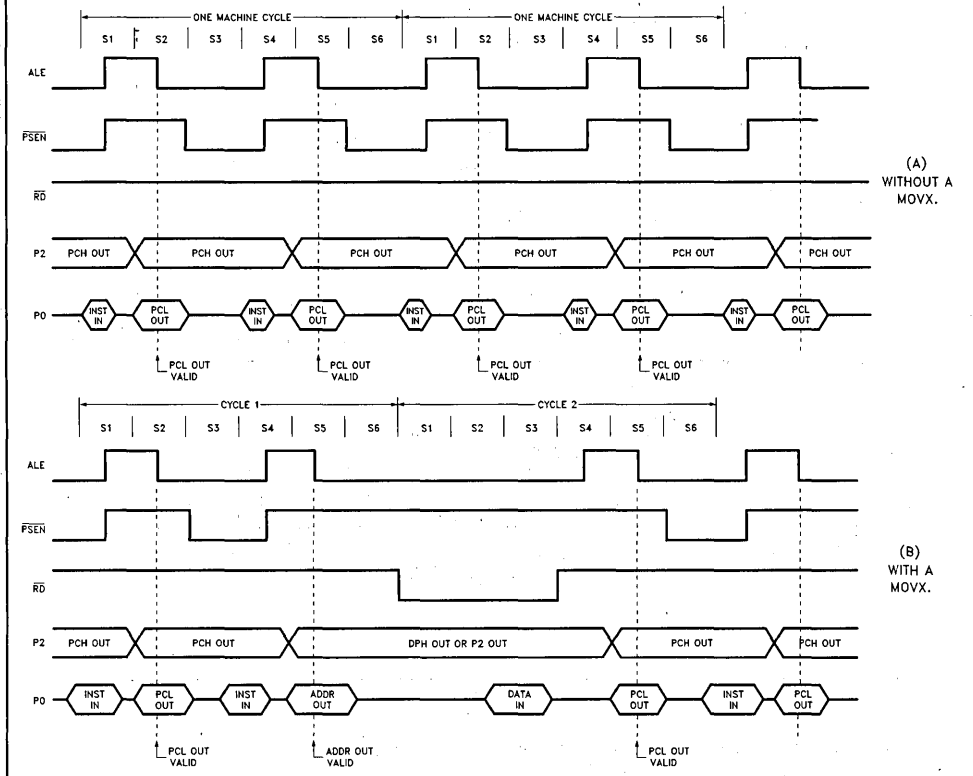 ONE MACHINE CYCLE ONE MACHINE CYCLE
S1 S2 S3 S4 S5 S6 S1 S2 S3 S4 S5 S6
ALE
PSEN
RD
(A)
WITHOUT A
MOVX.
P2 PCH OUT PCH OUT PCH OUT PCH OUT PCH OUT PCH OUT
P0 INST IN PCL OUT INST IN PCL OUT INST IN PCL OUT INST IN PCL OUT INST IN PCL OUT
PCL OUT VALID PCL OUT VALID PCL OUT VALID PCL OUT VALID
CYCLE 1 CYCLE 2
S1 S2 S3 S4 S5 S6 S1 S2 S3 S4 S5 S6
ALE
PSEN
RD
(B)
WITH A
MOVX.
P2 PCH OUT PCH OUT DPH OUT OR P2 OUT PCH OUT PCH OUT
P0 INST IN PCL OUT INST IN ADDR OUT DATA IN PCL OUT INST IN PCL OUT
PCL OUT VALID ADDR OUT VALID PCL OUT VALID